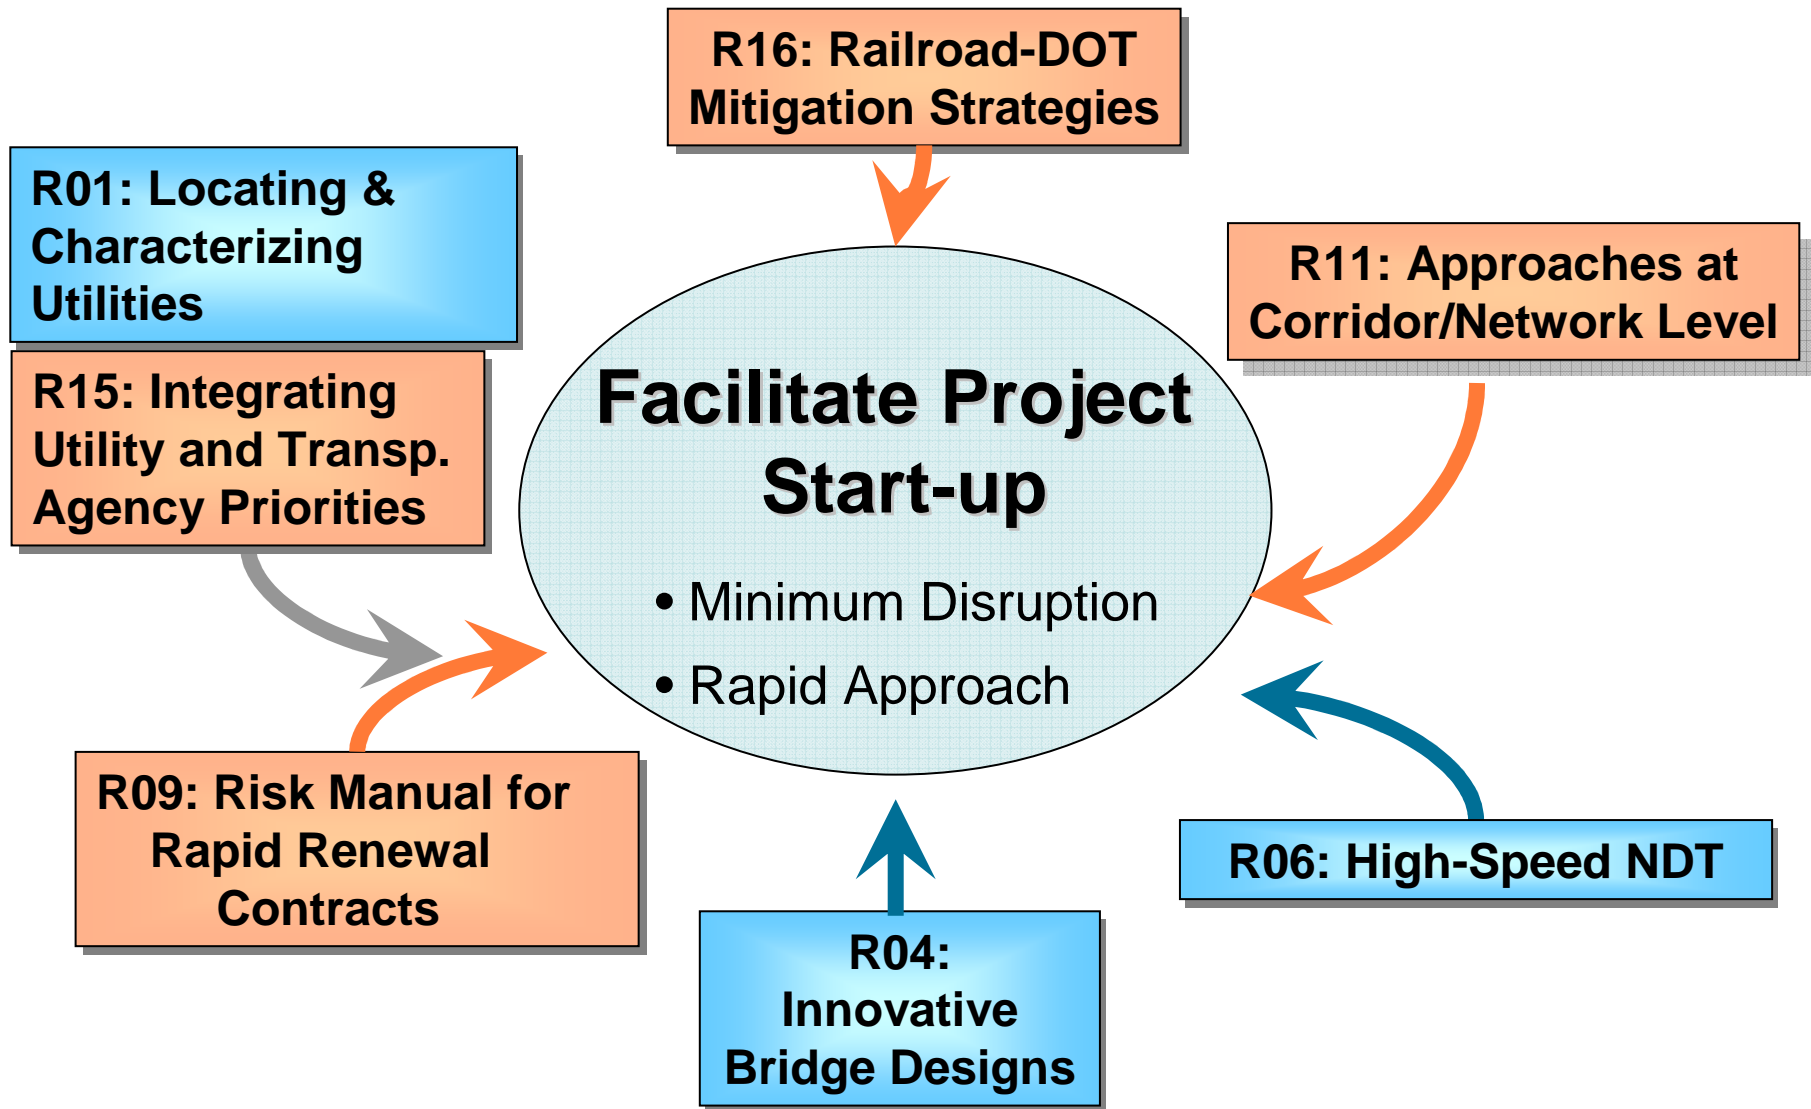 R16: Railroad-DOT
Mitigation Strategies
R01: Locating &
Characterizing
Utilities
R15: Integrating
Utility and Transp.
Agency Priorities
R11: Approaches at
Corridor/Network Level
Facilitate Project
Start-up
• Minimum Disruption
• Rapid Approach
R09: Risk Manual for
Rapid Renewal
Contracts
R04:
Innovative
Bridge Designs
R06: High-Speed NDT